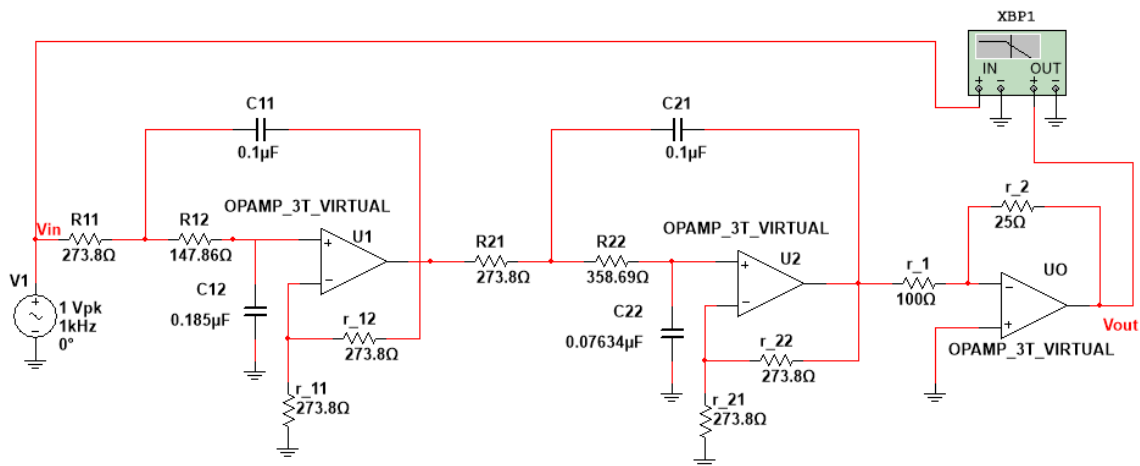 XBP1
IN OUT
+ − + −
C11
0.1µF
C21
0.1µF
Vin
R11
273.8Ω
R12
147.86Ω
OPAMP_3T_VIRTUAL
U1
+
−
R21
273.8Ω
R22
358.69Ω
OPAMP_3T_VIRTUAL
U2
+
−
r_2
25Ω
r_1
100Ω
UO
−
+
OPAMP_3T_VIRTUAL
Vout
V1
1 Vpk
1kHz
0°
C12
0.185µF
r_12
273.8Ω
r_11
273.8Ω
C22
0.07634µF
r_22
273.8Ω
r_21
273.8Ω